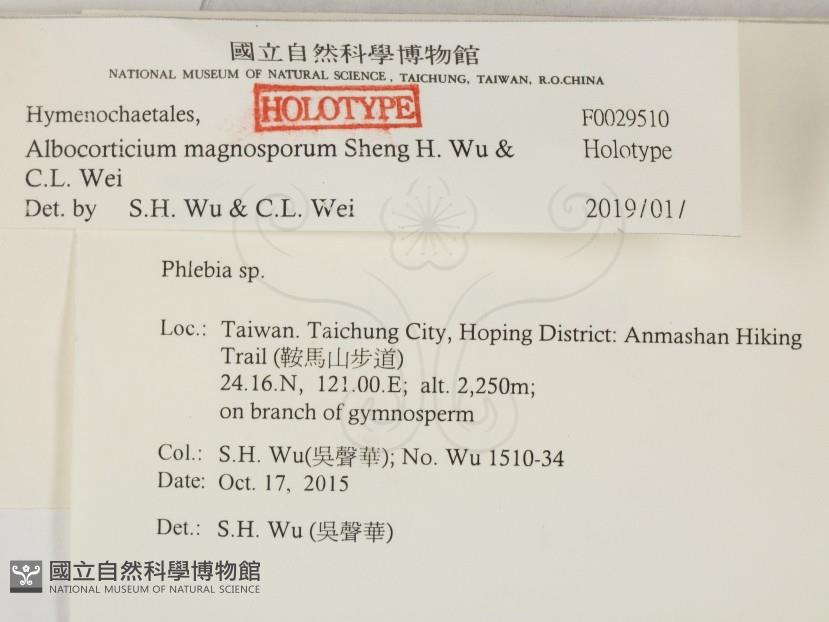 國立自然科學博物館
NATIONAL MUSEUM OF NATURAL SCIENCE, TAICHUNG, TAIWAN, R.O.CHINA
Hymenochaetales, HOLOTYPE F0029510
Albocorticium magnosporum Sheng H. Wu & Holotype
C.L. Wei
Det. by S.H. Wu & C.L. Wei 2019/01/
Phlebia sp.
Loc.: Taiwan. Taichung City, Hoping District: Anmashan Hiking
Trail (鞍馬山步道)
24.16.N, 121.00.E; alt. 2,250m;
on branch of gymnosperm
Col.: S.H. Wu(吳聲華); No. Wu 1510-34
Date: Oct. 17, 2015
Det.: S.H. Wu (吳聲華)
國立自然科學博物館
NATIONAL MUSEUM OF NATURAL SCIENCE